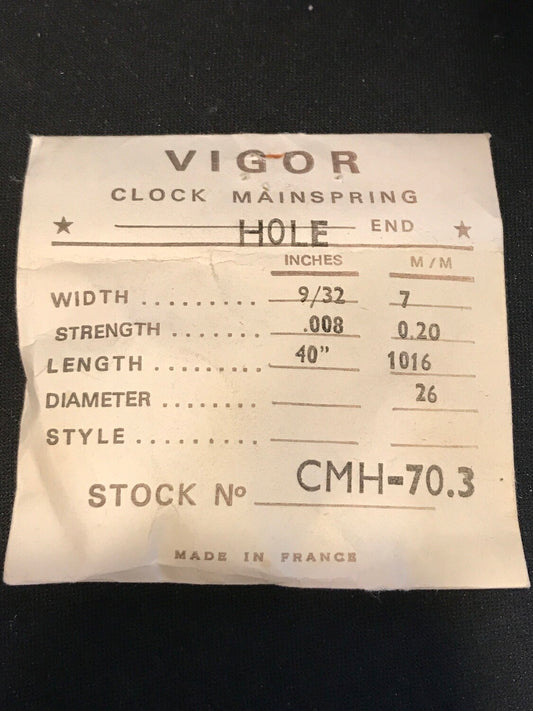 VIGOR
CLOCK MAINSPRING
★ HOLE END ★
INCHES M/M
WIDTH .......... 9/32 7
STRENGTH ........ .008 0.20
LENGTH .......... 40” 1016
DIAMETER ........ 26
STYLE ..........
STOCK Nº CMH-70.3
MADE IN FRANCE